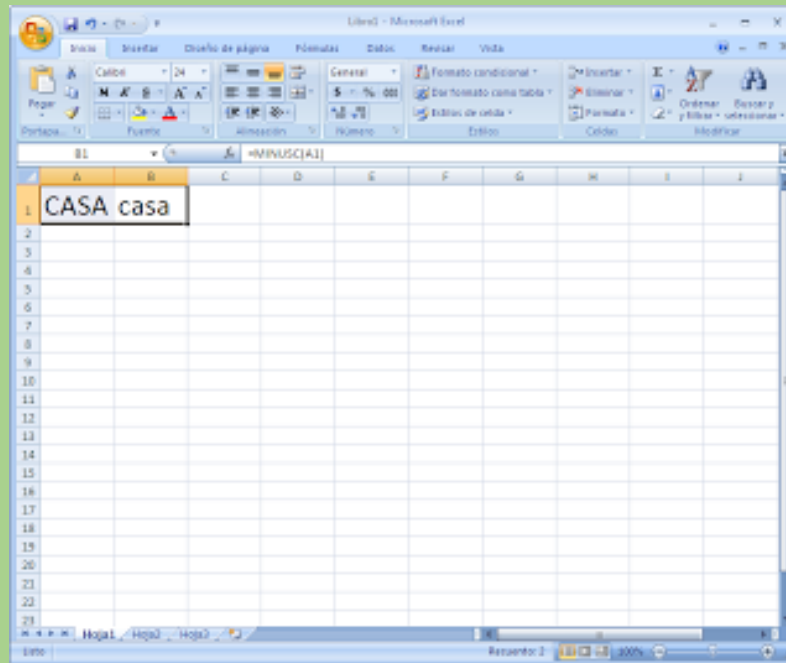 Libro1 - Microsoft Excel
Inicio Insertar Diseño de página Fórmulas Datos Revisar Vista
Pegar
Calibri 24
N K S
General
$ % 000
Formato condicional
Dar formato como tabla
Estilos de celda
Insertar
Eliminar
Formato
Σ
Ordenar y filtrar
Buscar y seleccionar
Portapa... Fuente Alineación Número Estilos Celdas Modificar
B1 fx =MINUSC(A1)
A B C D E F G H I J
1 CASA casa
2
3
4
5
6
7
8
9
10
11
12
13
14
15
16
17
18
19
20
21
22
23
Hoja1 Hoja2 Hoja3
Listo Recuento: 2 100%